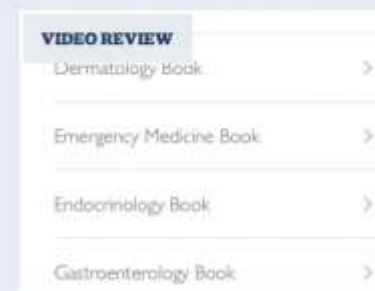 VIDEO REVIEW
Dermatology Book
Emergency Medicine Book
Endocrinology Book
Gastroenterology Book